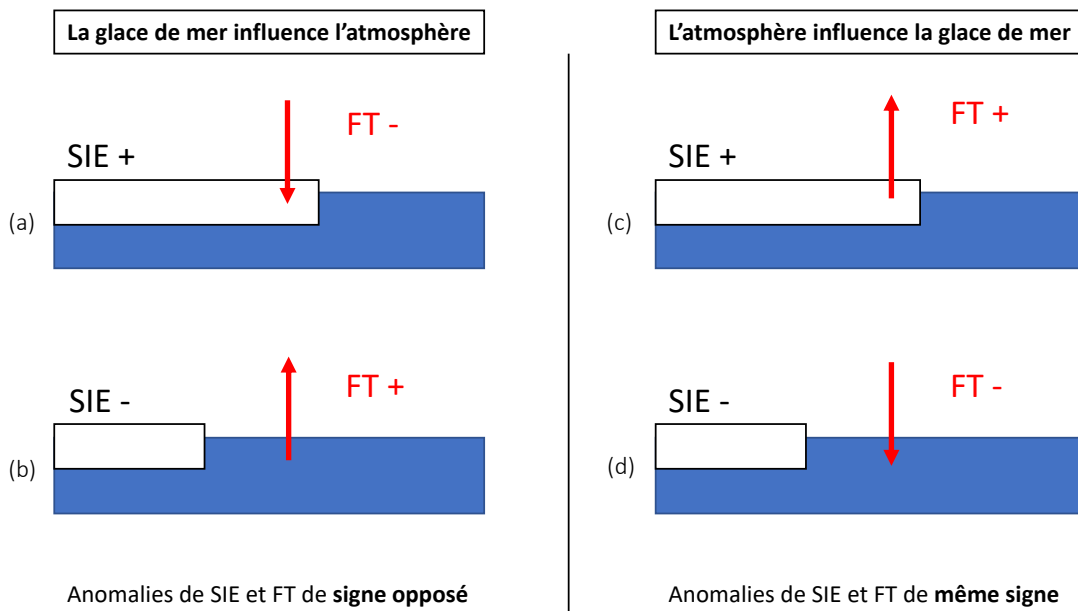 La glace de mer influence l’atmosphère
FT -
SIE +
(a)
SIE -
FT +
(b)
Anomalies de SIE et FT de signe opposé
L’atmosphère influence la glace de mer
FT +
SIE +
(c)
SIE -
FT -
(d)
Anomalies de SIE et FT de même signe